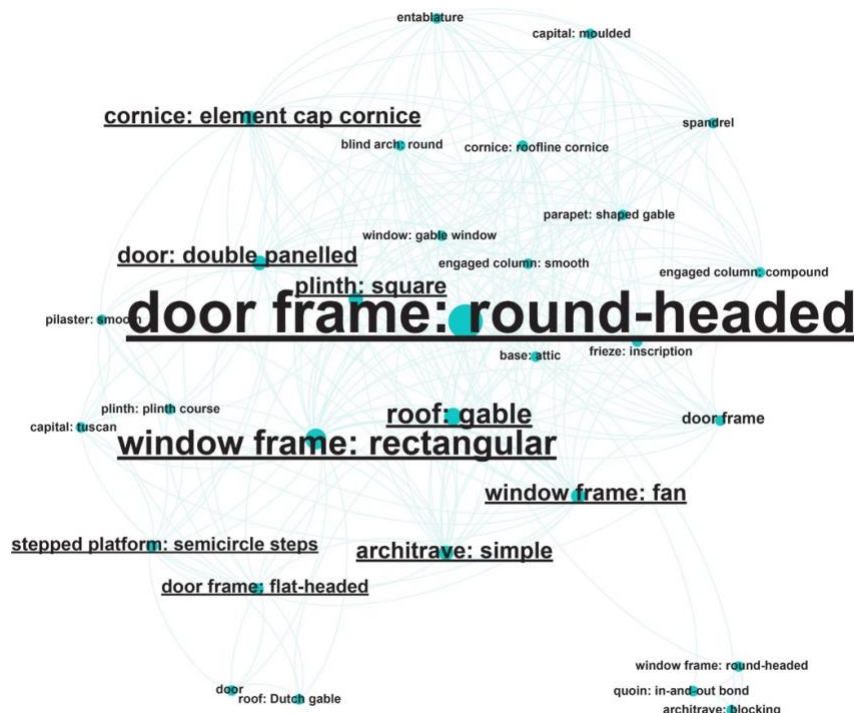 entablature
capital: moulded
cornice: element cap cornice
spandrel
blind arch: round
cornice: roofline cornice
parapet: shaped gable
window: gable window
door: double panelled
engaged column: smooth
engaged column: compound
plinth: square
door frame: round-headed
pilaster: smooth
frieze: inscription
base: attic
plinth: plinth course
roof: gable
door frame
capital: tuscan
window frame: rectangular
window frame: fan
stepped platform: semicircle steps
architrave: simple
door frame: flat-headed
window frame: round-headed
door
quoin: in-and-out bond
roof: Dutch gable
architrave: blocking